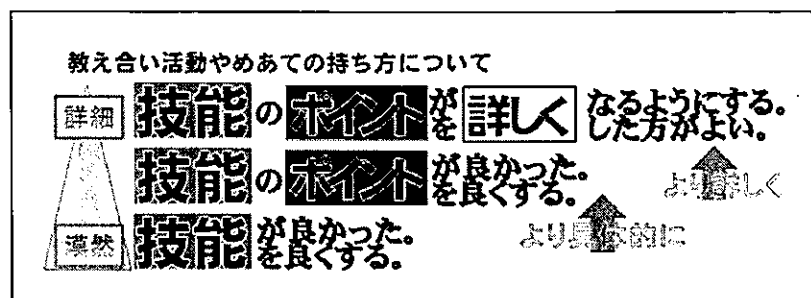 教え合い活動やめあての持ち方について
詳細
技能のポイントが詳しくなるようにする。
を した方がよい。
技能のポイントが良かった。
を良くする。
より詳しく
漠然
技能が良かった。
を良くする。
より具体的に